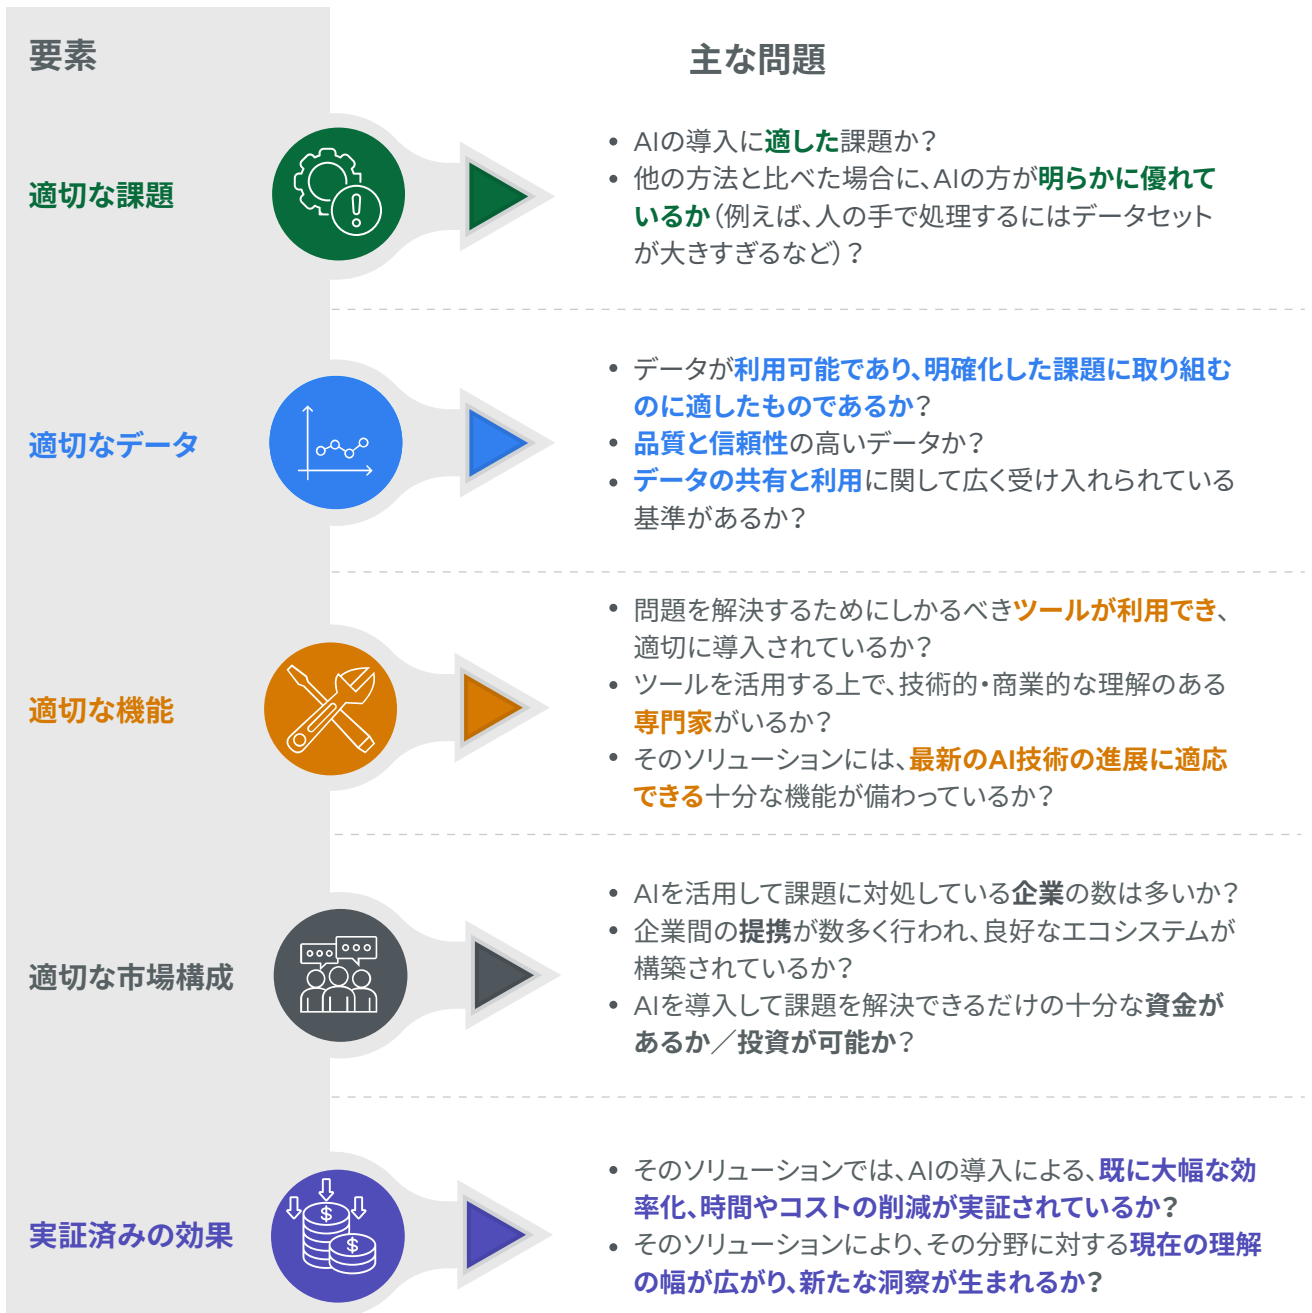 要素
主な問題
適切な課題
• AIの導入に適した課題か？
• 他の方法と比べた場合に、AIの方が明らかに優れて
いるか（例えば、人の手で処理するにはデータセット
が大きすぎるなど）？
適切なデータ
• データが利用可能であり、明確化した課題に取り組む
のに適したものであるか？
• 品質と信頼性の高いデータか？
• データの共有と利用に関して広く受け入れられている
基準があるか？
適切な機能
• 問題を解決するためにしかるべきツールが利用でき、
適切に導入されているか？
• ツールを活用する上で、技術的・商業的な理解のある
専門家がいるか？
• そのソリューションには、最新のAI技術の進展に適応
できる十分な機能が備わっているか？
適切な市場構成
• AIを活用して課題に対処している企業の数は多いか？
• 企業間の提携が数多く行われ、良好なエコシステムが
構築されているか？
• AIを導入して課題を解決できるだけの十分な資金が
あるか／投資が可能か？
実証済みの効果
$
$
• そのソリューションでは、AIの導入による、既に大幅な効
率化、時間やコストの削減が実証されているか？
• そのソリューションにより、その分野に対する現在の理解
の幅が広がり、新たな洞察が生まれるか？